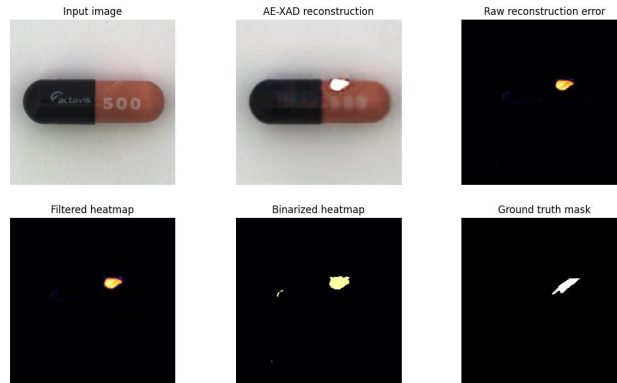 Input image
AE-XAD reconstruction
Raw reconstruction error
actavis
500
Filtered heatmap
Binarized heatmap
Ground truth mask